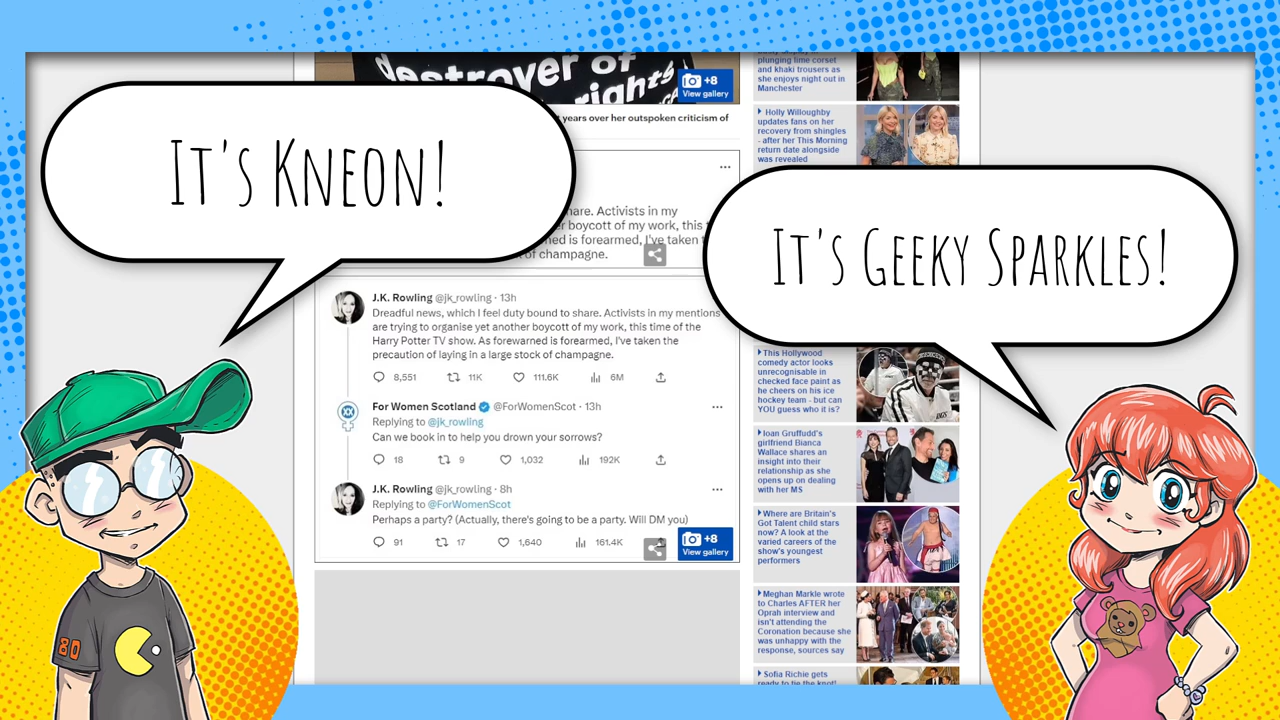 destroyer of
rights
+8
View gallery
years over her outspoken criticism of
It's Kneon!
hare. Activists in my
er boycott of my work, this
ned is forearmed, I've taken
of champagne.
J.K. Rowling @jk_rowling · 13h
Dreadful news, which I feel duty bound to share. Activists in my mentions
are trying to organise yet another boycott of my work, this time of the
Harry Potter TV show. As forewarned is forearmed, I've taken the
precaution of laying in a large stock of champagne.
8,551 11K 111.6K 6M
For Women Scotland @ForWomenScot · 13h
Replying to @jk_rowling
Can we book in to help you drown your sorrows?
18 9 1,032 192K
J.K. Rowling @jk_rowling · 8h
Replying to @ForWomenScot
Perhaps a party? (Actually, there's going to be a party. Will DM you)
91 17 1,640 161.4K
+8
View gallery
plunging lime corset
and khaki trousers as
she enjoys night out in
Manchester
Holly Willoughby
updates fans on her
recovery from shingles
- after her This Morning
return date alongside
was revealed
It's Geeky Sparkles!
This Hollywood
comedy actor looks
unrecognisable in
checked face paint as
he cheers on his ice
hockey team - but can
YOU guess who it is?
Ioan Gruffudd's
girlfriend Bianca
Wallace shares an
insight into their
relationship as she
opens up on dealing
with her MS
Where are Britain's
Got Talent child stars
now? A look at the
varied careers of the
show's youngest
performers
Meghan Markle wrote
to Charles AFTER her
Oprah interview and
isn't attending the
Coronation because she
was unhappy with the
response, sources say
Sofia Richie gets
ready to tie the knot!
80